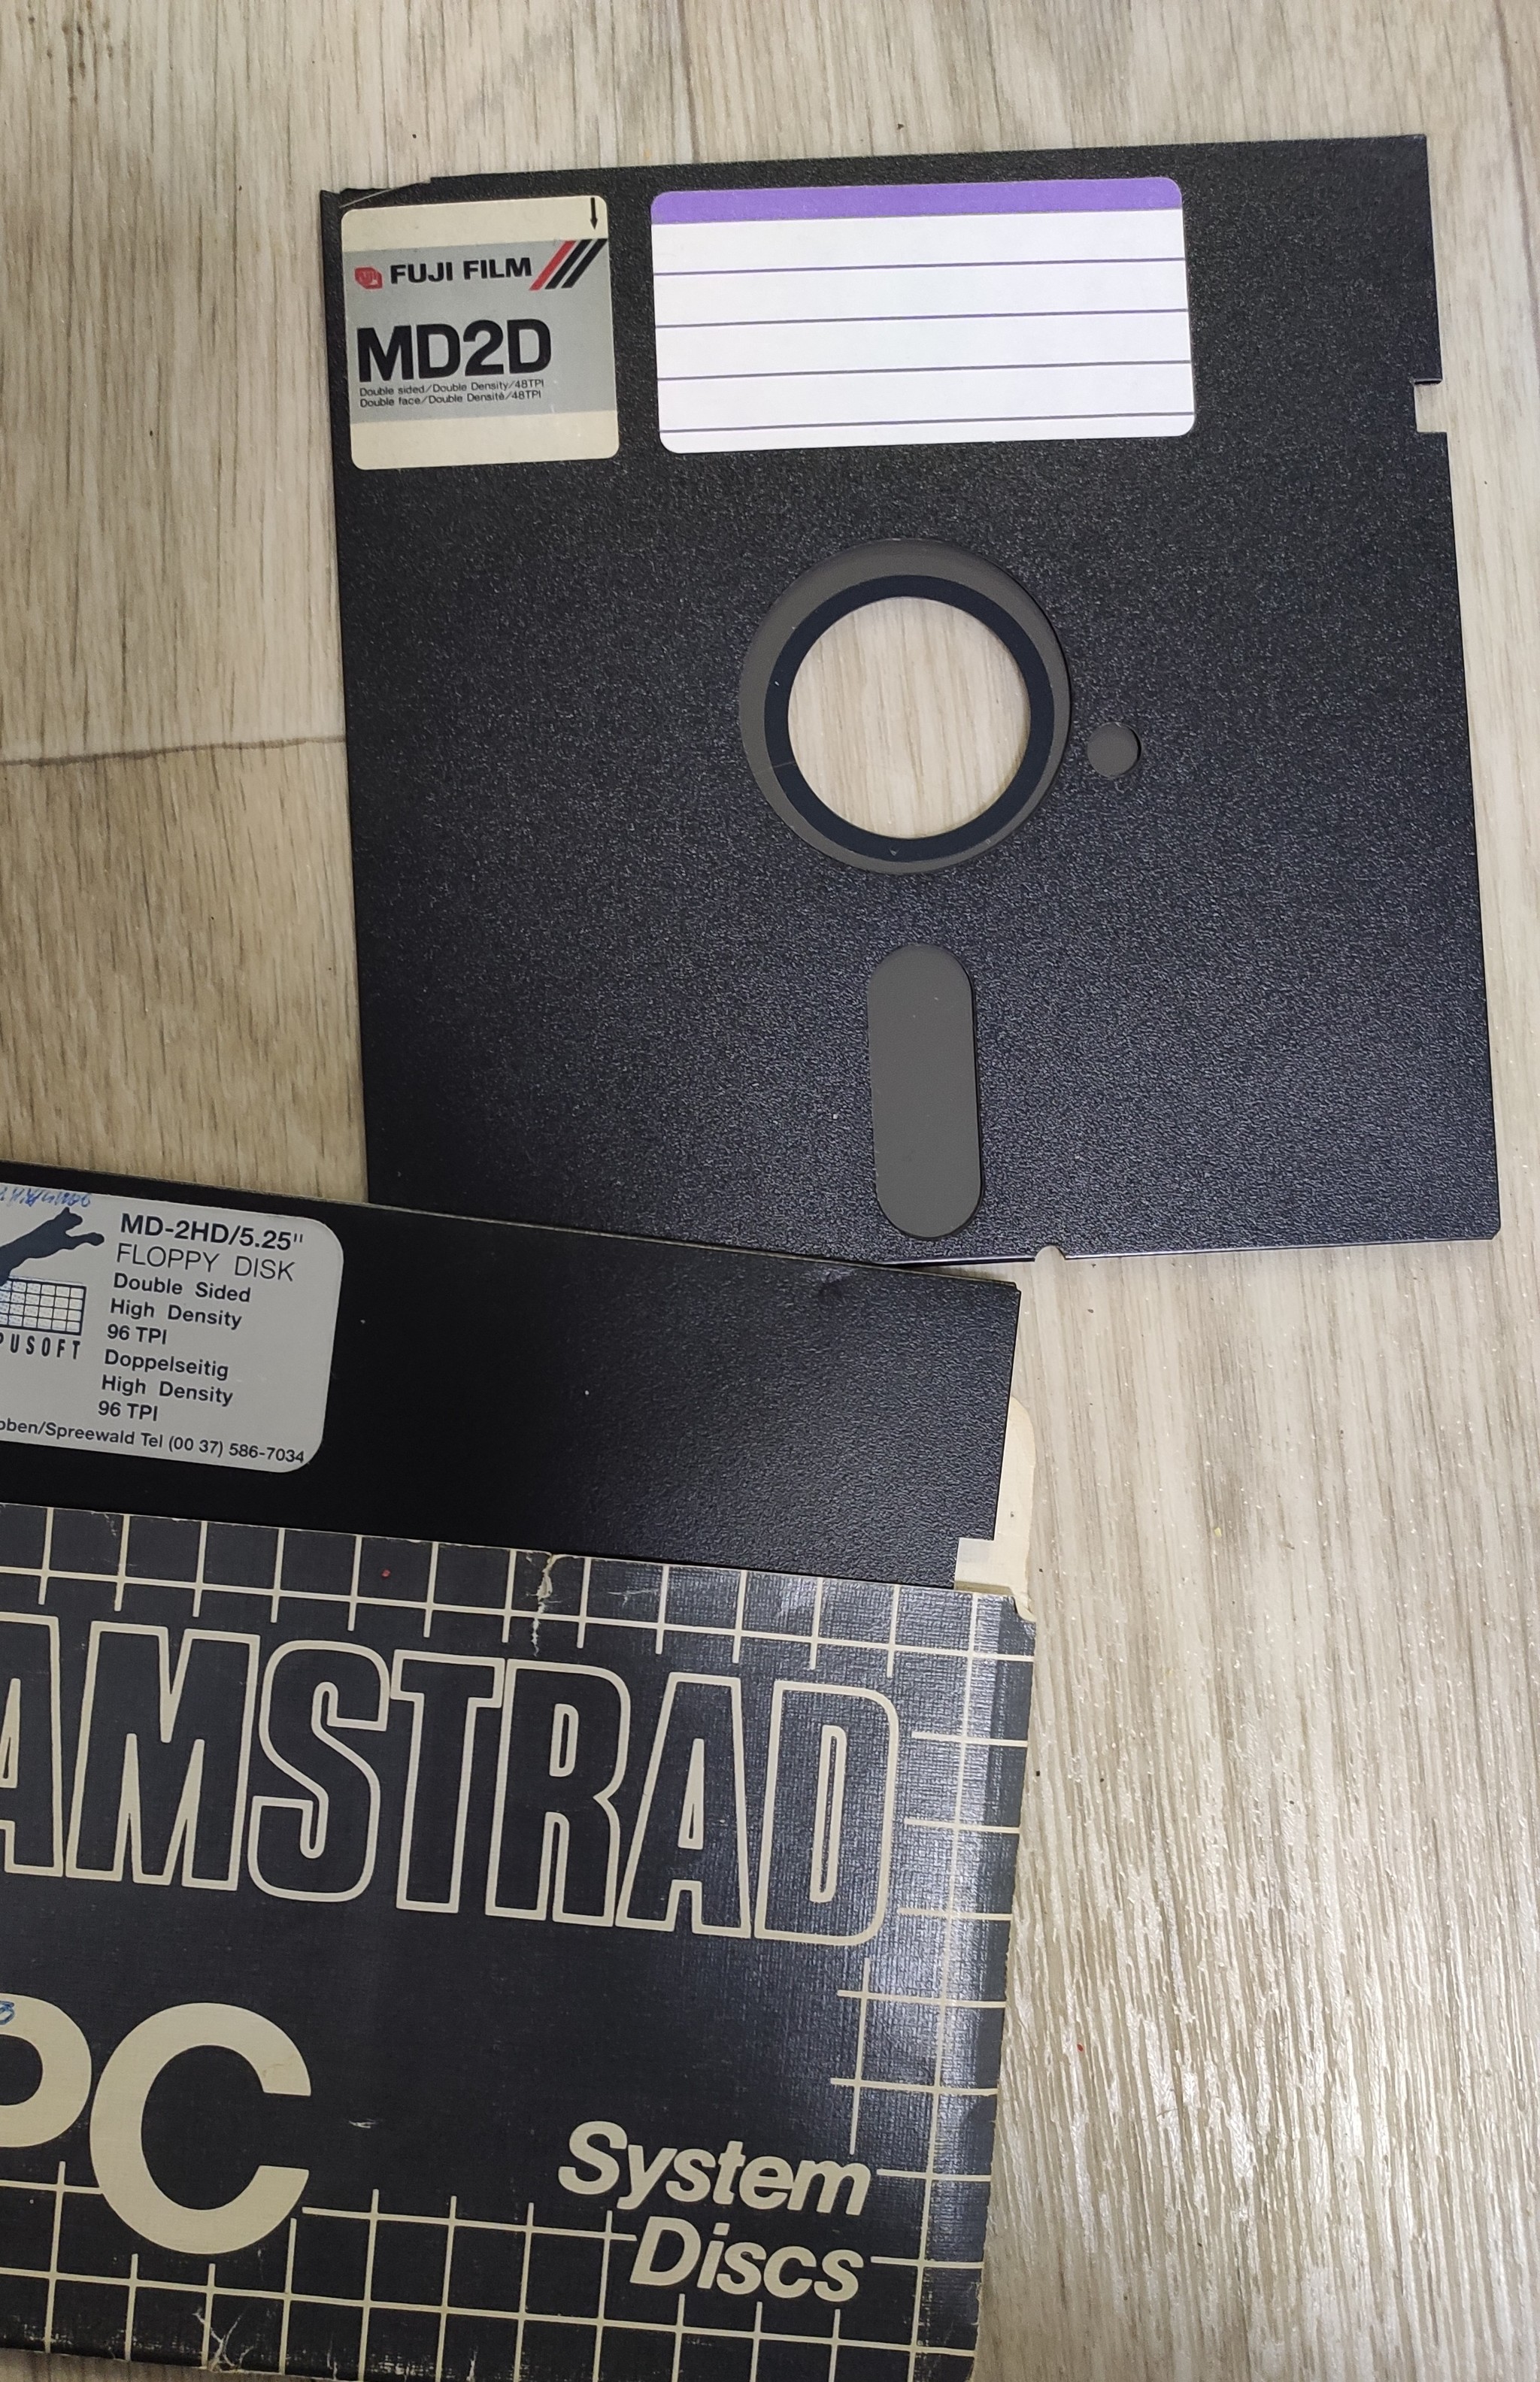 FUJI FILM
MD2D
Double sided/Double Density/48TPI
Double face/Double Densité/48TPI
MD-2HD/5.25"
FLOPPY DISK
Double Sided
High Density
96 TPI
Doppelseitig
High Density
96 TPI
PUSOFT
ben/Spreewald Tel (00 37) 586-7034
AMSTRAD
PC
System
Discs